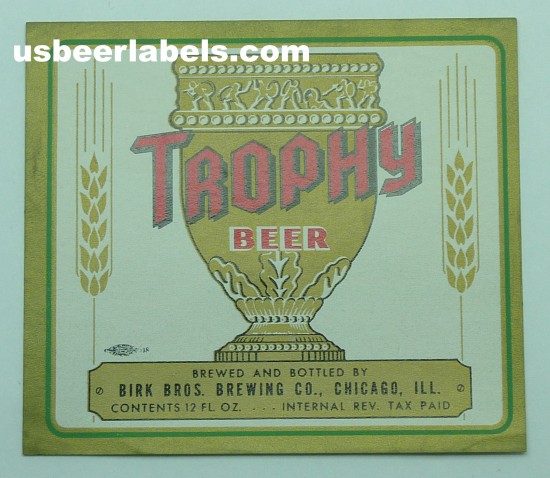 usbeerlabels.com
TROPHY
BEER
BREWED AND BOTTLED BY
BIRK BROS. BREWING CO., CHICAGO, ILL.
CONTENTS 12 FL. OZ. . . . INTERNAL REV. TAX PAID